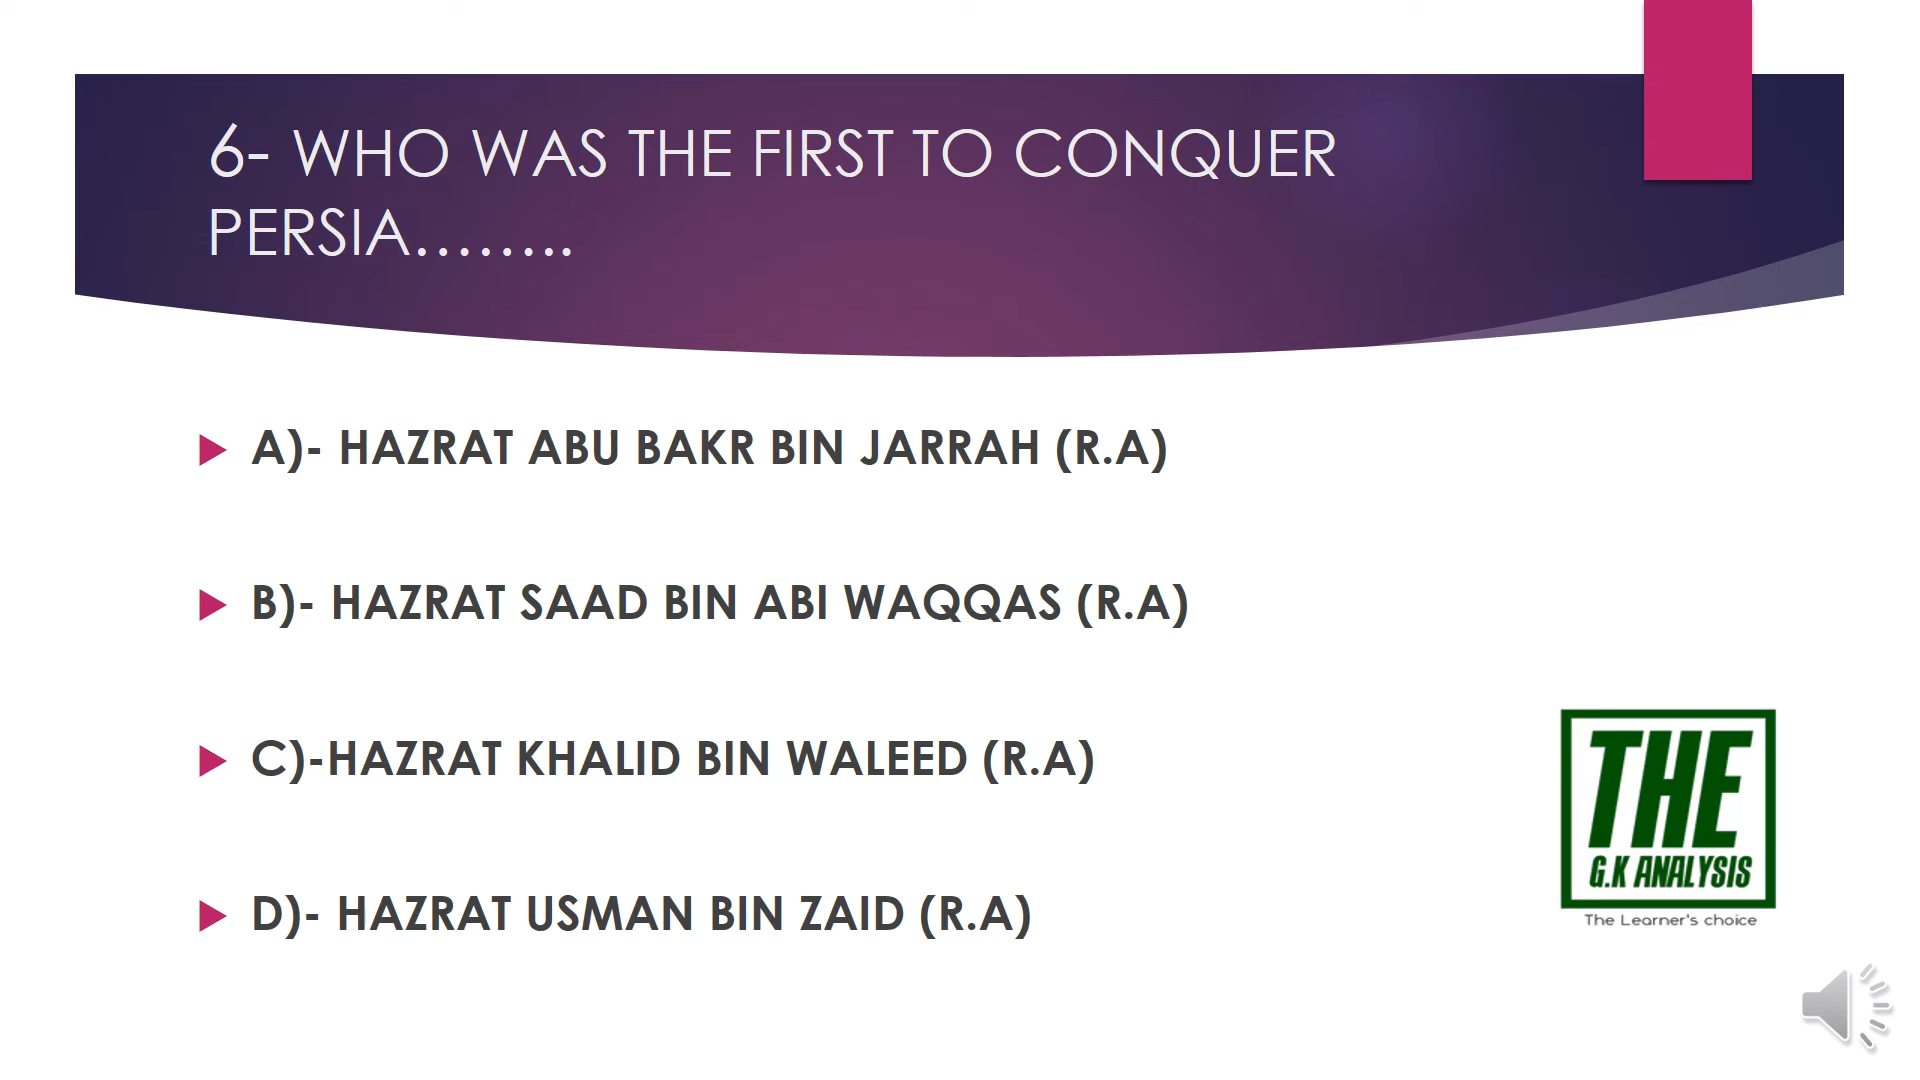 6- WHO WAS THE FIRST TO CONQUER
PERSIA……..
A)- HAZRAT ABU BAKR BIN JARRAH (R.A)
B)- HAZRAT SAAD BIN ABI WAQQAS (R.A)
C)-HAZRAT KHALID BIN WALEED (R.A)
D)- HAZRAT USMAN BIN ZAID (R.A)
THE
G.K ANALYSIS
The Learner's choice